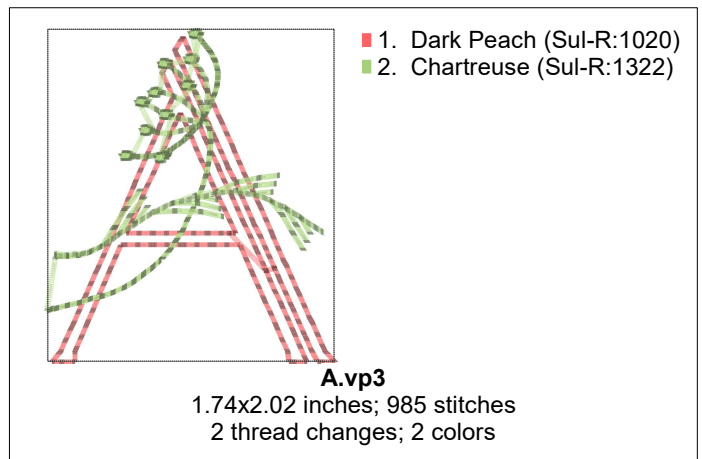 1. Dark Peach (Sul-R:1020)
2. Chartreuse (Sul-R:1322)
A.vp3
1.74x2.02 inches; 985 stitches
2 thread changes; 2 colors